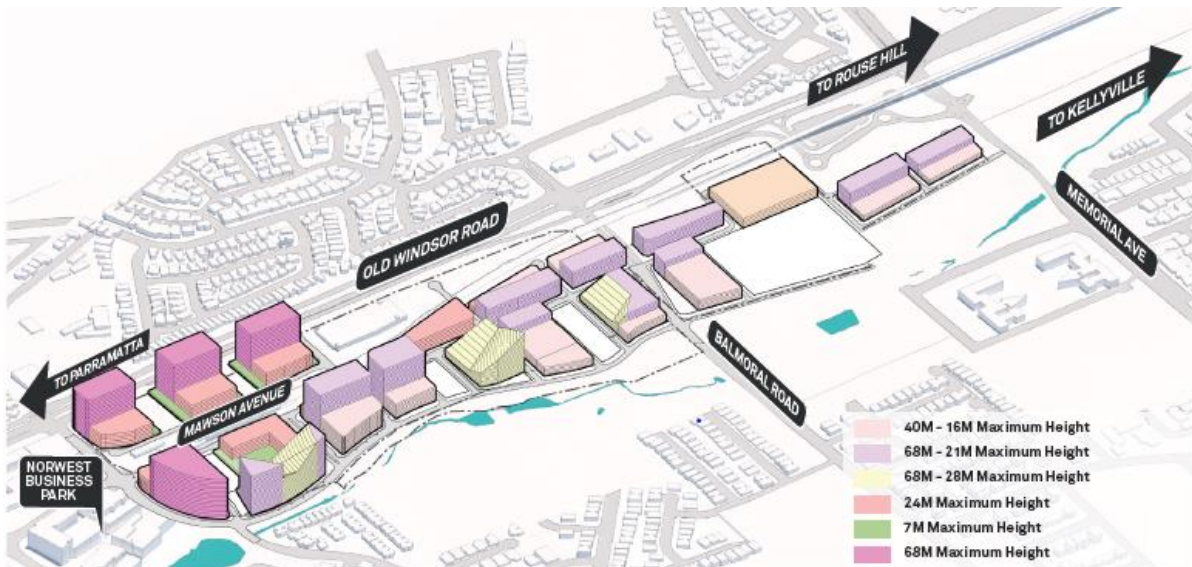 TO ROUSE HILL
TO KELLYVILLE
MEMORIAL AVE
OLD WINDSOR ROAD
TO PARRAMATTA
MAWSON AVENUE
BALMORAL ROAD
NORWEST
BUSINESS
PARK
40M - 16M Maximum Height
68M - 21M Maximum Height
68M - 28M Maximum Height
24M Maximum Height
7M Maximum Height
68M Maximum Height